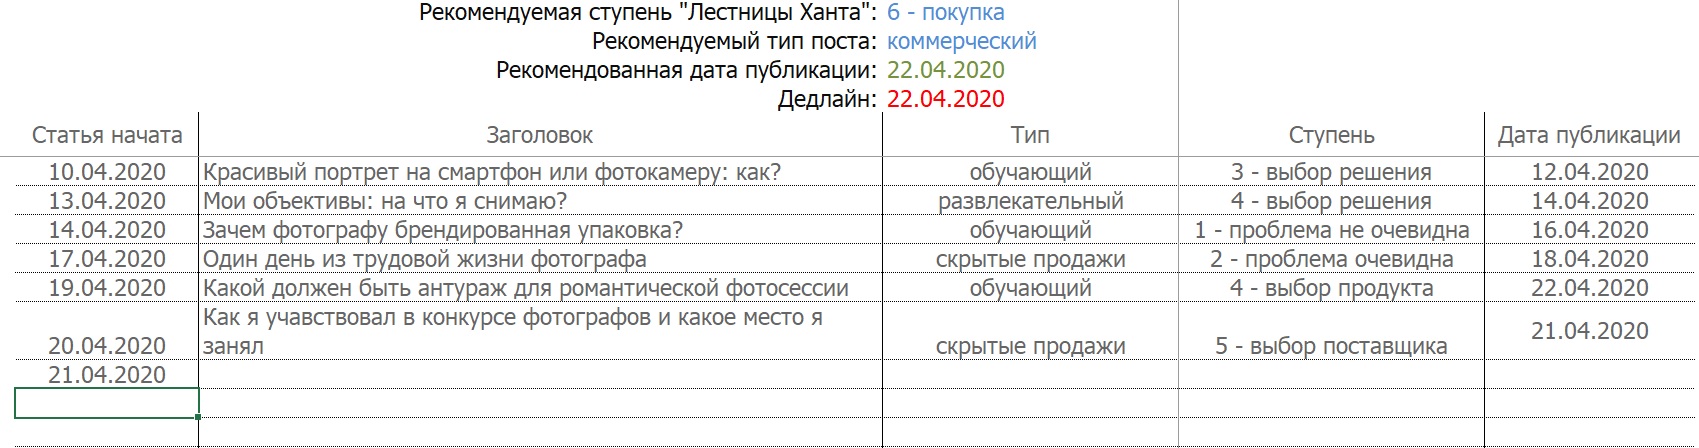 Рекомендуемая ступень "Лестницы Ханта": 6 - покупка
Рекомендуемый тип поста: коммерческий
Рекомендованная дата публикации: 22.04.2020
Дедлайн: 22.04.2020
Статья начата Заголовок Тип Ступень Дата публикации
10.04.2020 Красивый портрет на смартфон или фотокамеру: как? обучающий 3 - выбор решения 12.04.2020
13.04.2020 Мои объективы: на что я снимаю? развлекательный 4 - выбор решения 14.04.2020
14.04.2020 Зачем фотографу брендированная упаковка? обучающий 1 - проблема не очевидна 16.04.2020
17.04.2020 Один день из трудовой жизни фотографа скрытые продажи 2 - проблема очевидна 18.04.2020
19.04.2020 Какой должен быть антураж для романтической фотосессии обучающий 4 - выбор продукта 22.04.2020
Как я учавствовал в конкурсе фотографов и какое место я 21.04.2020
20.04.2020 занял скрытые продажи 5 - выбор поставщика
21.04.2020